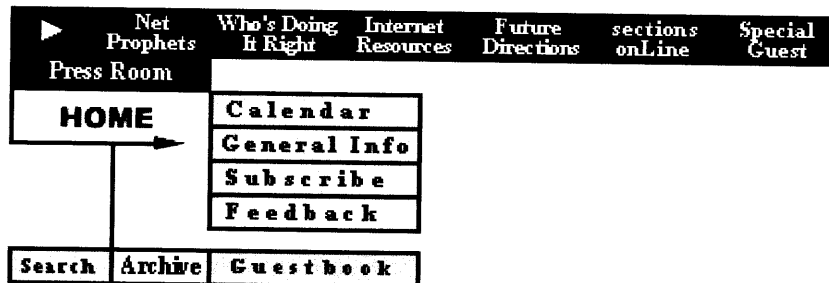 Net Prophets
Who's Doing It Right
Internet Resources
Future Directions
sections onLine
Special Guest
Press Room
HOME
Calendar
General Info
Subscribe
Feedback
Search
Archive
Guestbook